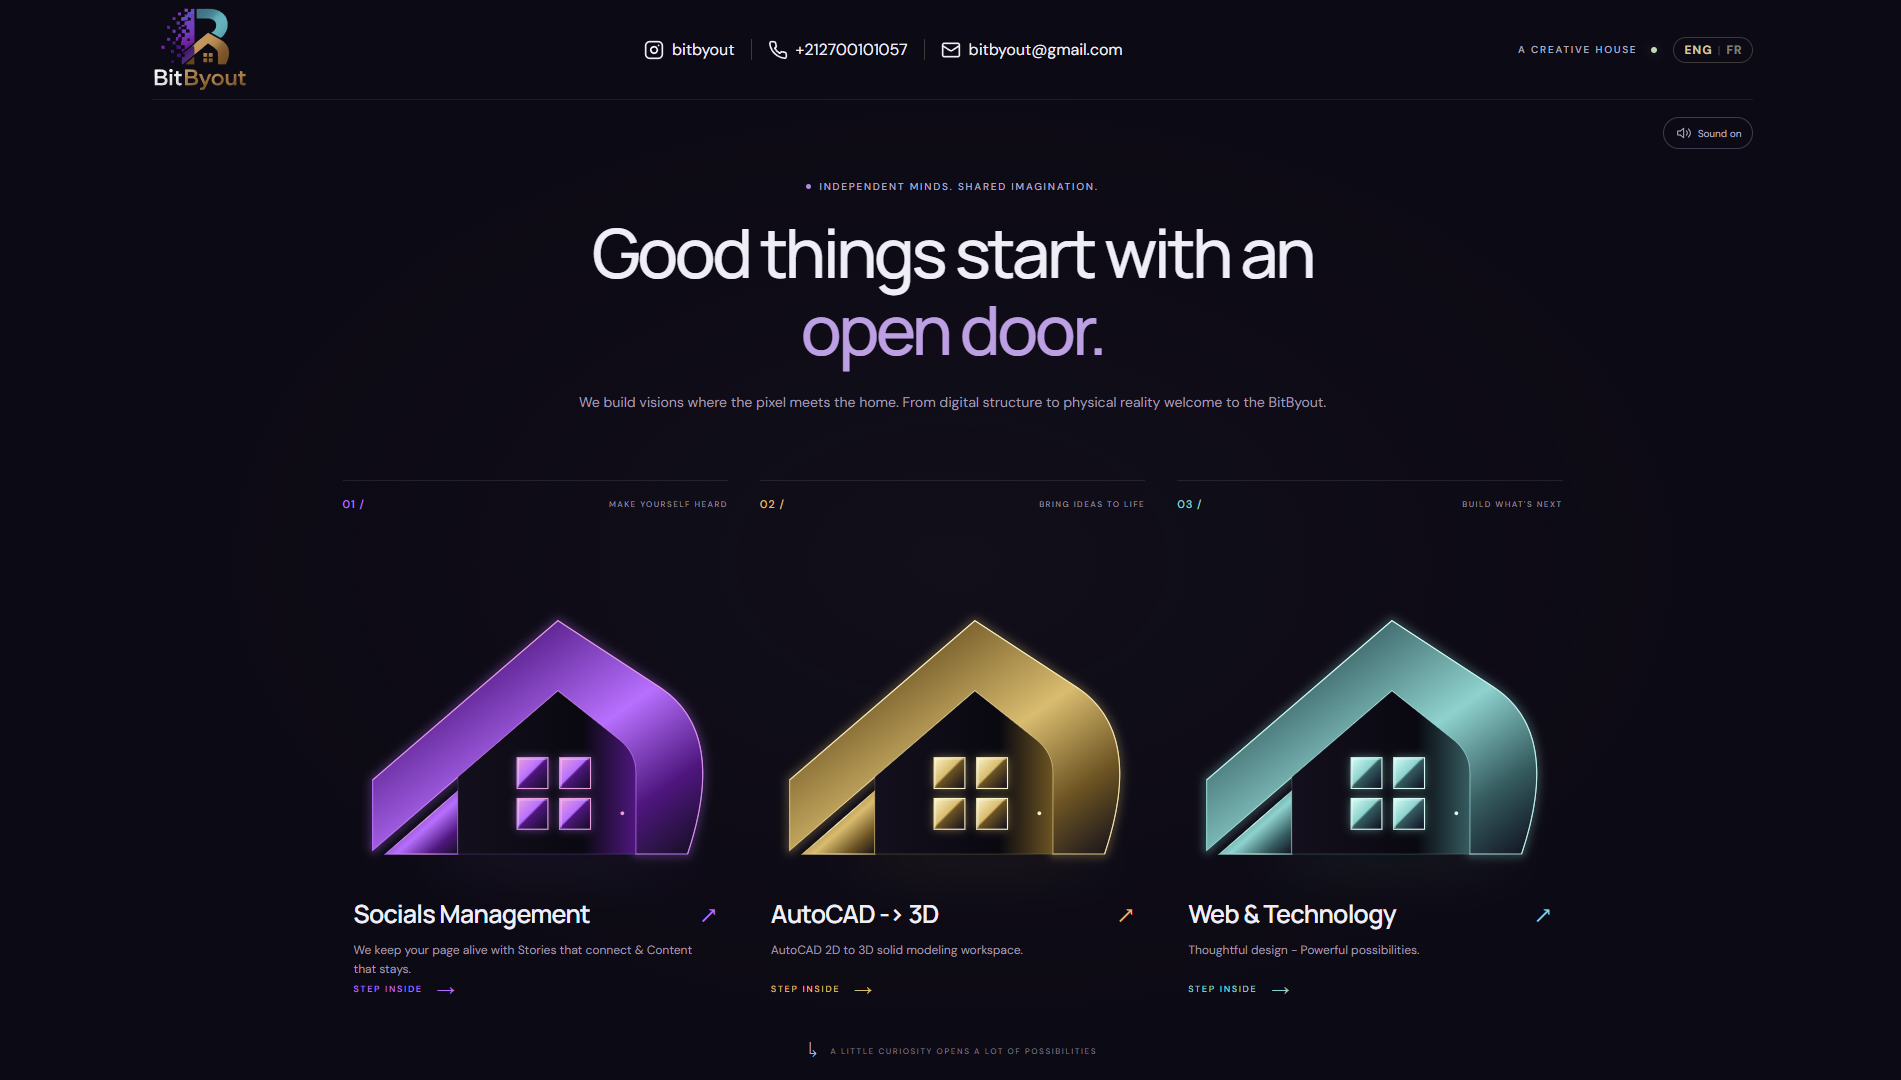 BitByout
bitbyout
+212700101057
bitbyout@gmail.com
A CREATIVE HOUSE
ENG | FR
Sound on
INDEPENDENT MINDS. SHARED IMAGINATION.
Good things start with an
open door.
We build visions where the pixel meets the home. From digital structure to physical reality welcome to the BitByout.
01 /
MAKE YOURSELF HEARD
02 /
BRING IDEAS TO LIFE
03 /
BUILD WHAT'S NEXT
Socials Management
We keep your page alive with Stories that connect & Content
that stays.
STEP INSIDE
AutoCAD -> 3D
AutoCAD 2D to 3D solid modeling workspace.
STEP INSIDE
Web & Technology
Thoughtful design - Powerful possibilities.
STEP INSIDE
A LITTLE CURIOSITY OPENS A LOT OF POSSIBILITIES